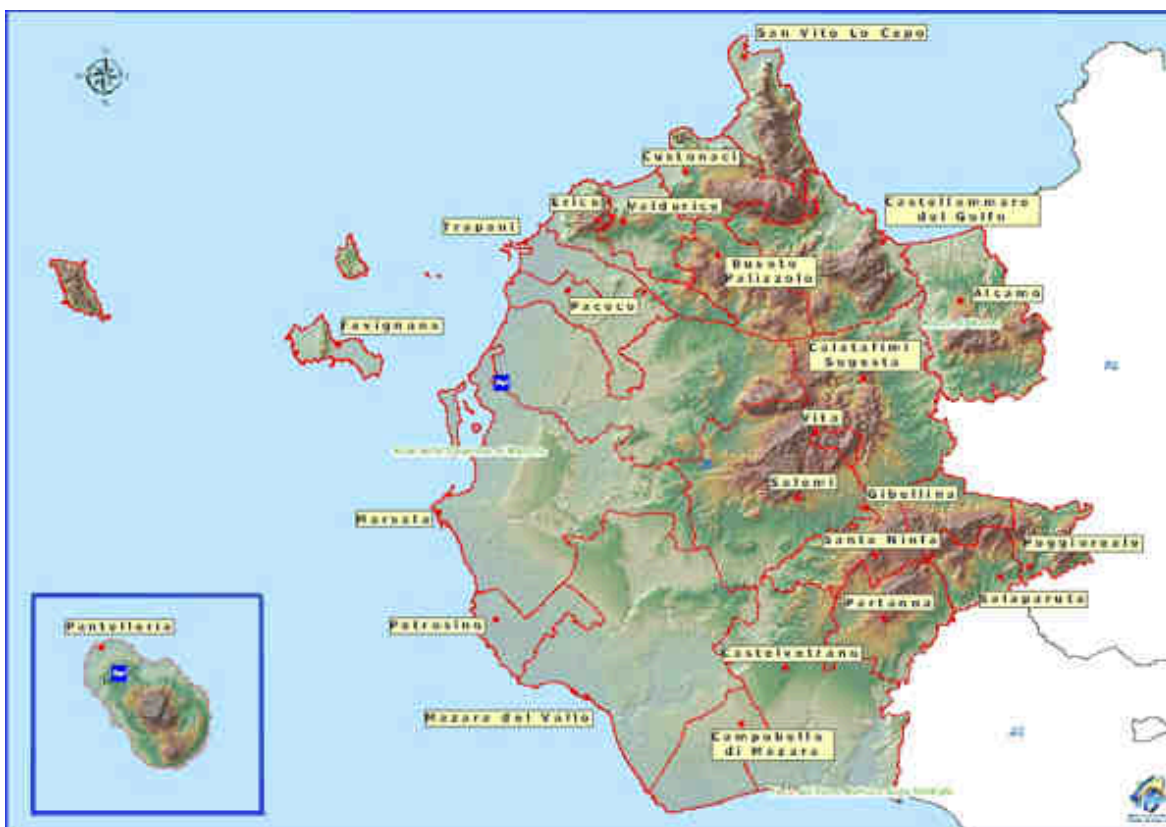 San Vito Lo Capo
Custonaci
Erice
Valderice
Castellammare
del Golfo
Trapani
Buseto
Palizzolo
Paceco
Alcamo
Favignana
Calatafimi
Segesta
Vita
Salemi
Gibellina
Marsala
Santa Ninfa
Poggioreale
Partanna
Salaparuta
Petrosino
Pantelleria
Castelvetrano
Mazara del Vallo
Campobello
di Mazara